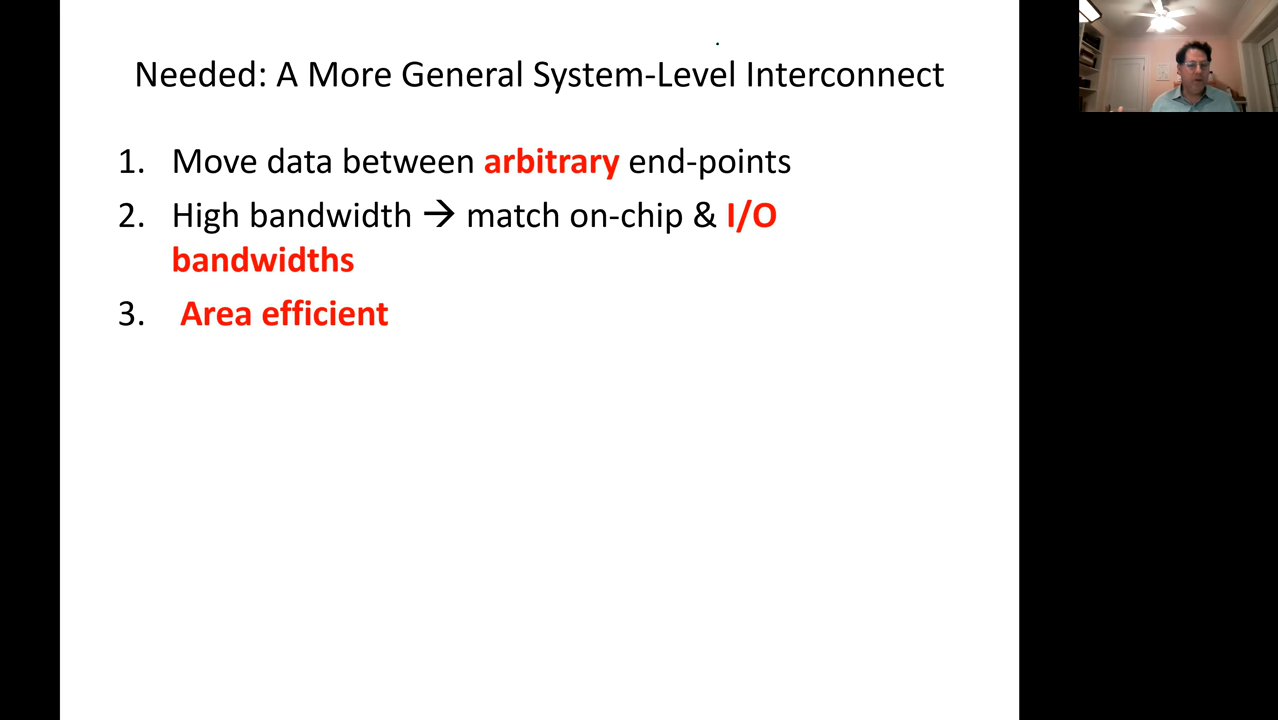 Needed: A More General System-Level Interconnect
1. Move data between arbitrary end-points
2. High bandwidth → match on-chip & I/O
bandwidths
3. Area efficient